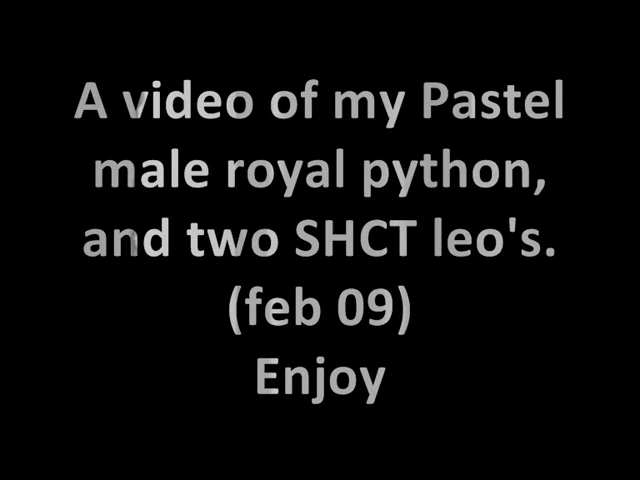 A video of my Pastel
male royal python,
and two SHCT leo's.
(feb 09)
Enjoy